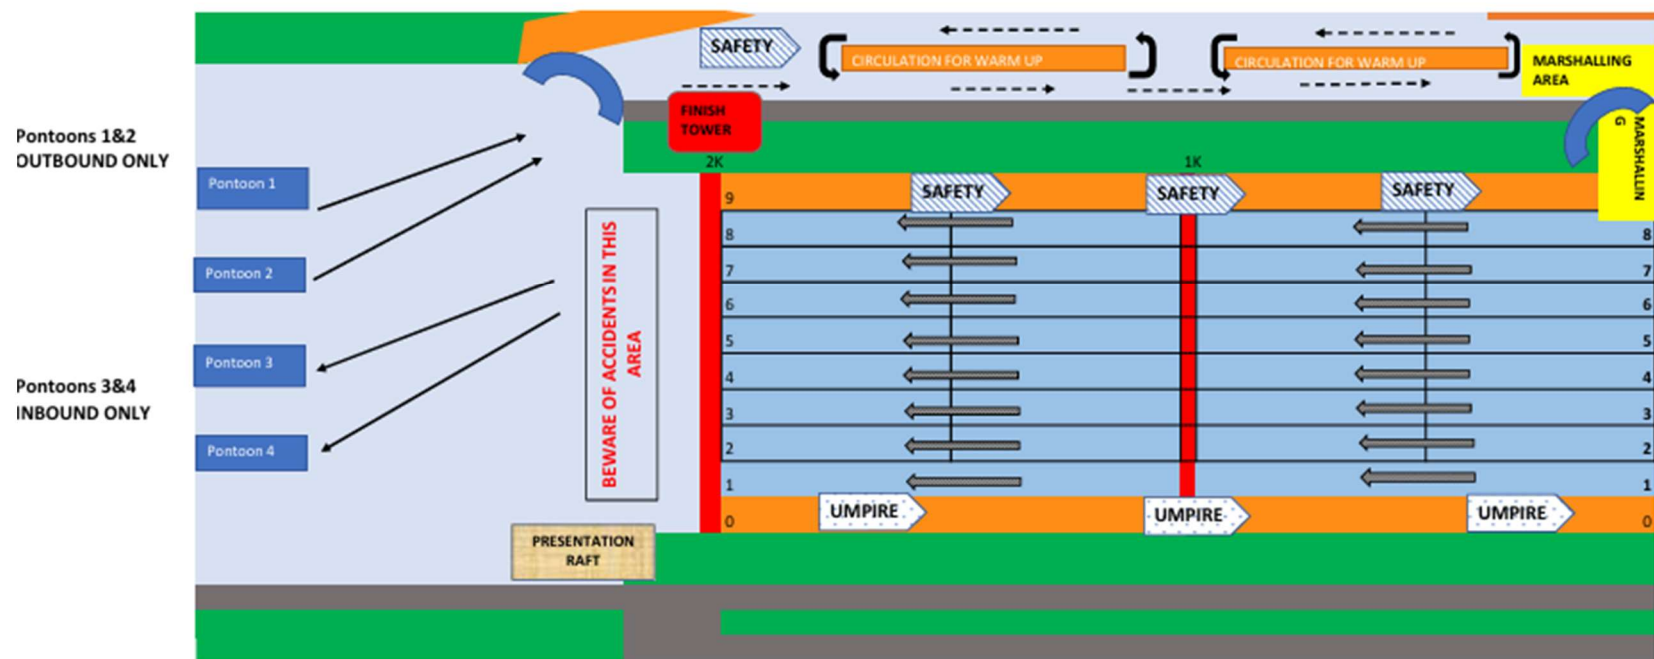 SAFETY
CIRCULATION FOR WARM UP
CIRCULATION FOR WARM UP
MARSHALLING
AREA
FINISH
TOWER
MARSHALLIN
G
Pontoons 1&2
OUTBOUND ONLY
2K
1K
Pontoon 1
9
SAFETY
SAFETY
SAFETY
8
8
Pontoon 2
7
7
BEWARE OF ACCIDENTS IN THIS
AREA
6
6
5
5
Pontoon 3
4
4
Pontoons 3&4
INBOUND ONLY
3
3
Pontoon 4
2
2
1
1
UMPIRE
UMPIRE
UMPIRE
0
0
PRESENTATION
RAFT